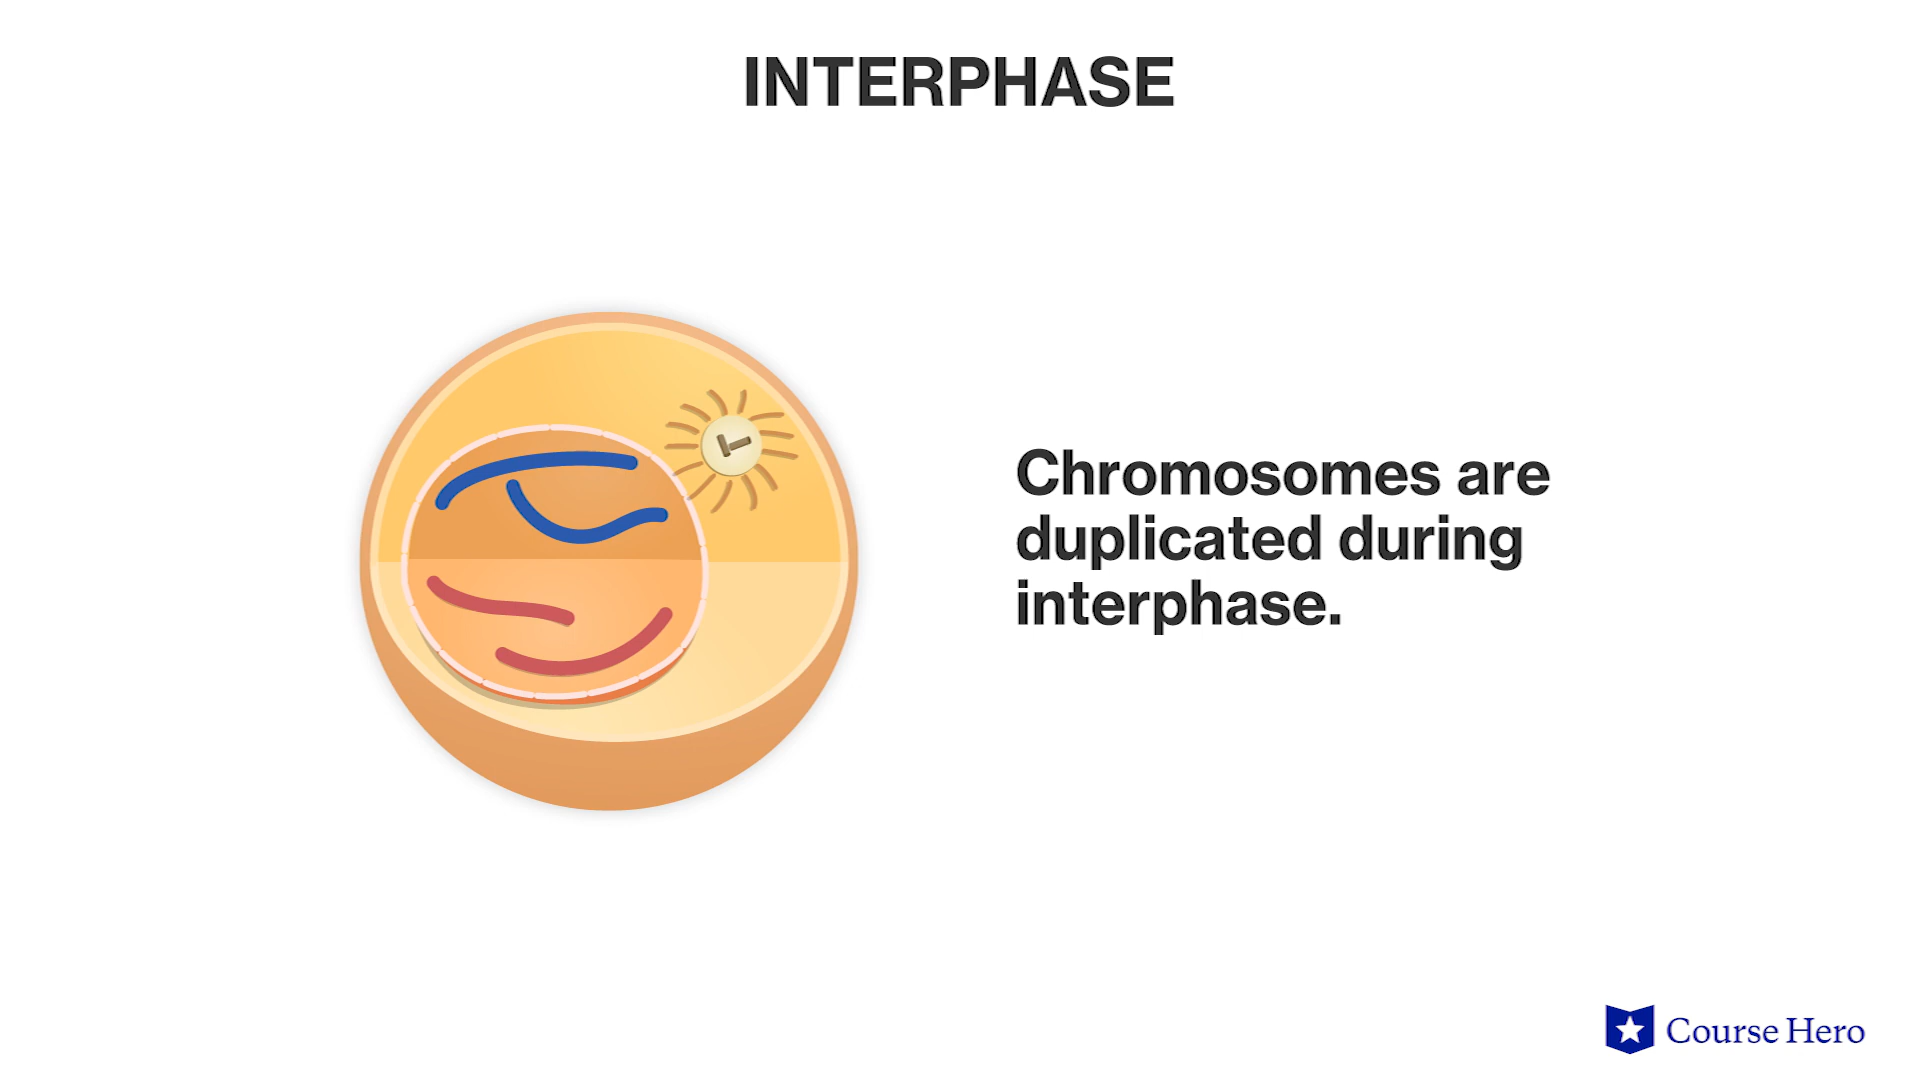 INTERPHASE
Chromosomes are
duplicated during
interphase.
Course Hero